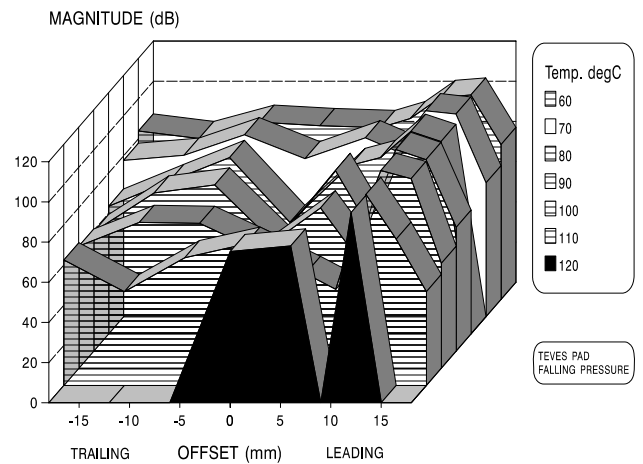 MAGNITUDE (dB)
Temp. degC
60
70
80
90
100
110
120
120
100
80
60
40
20
0
-15 -10 -5 0 5 10 15
TRAILING OFFSET (mm) LEADING
TEVES PAD
FALLING PRESSURE